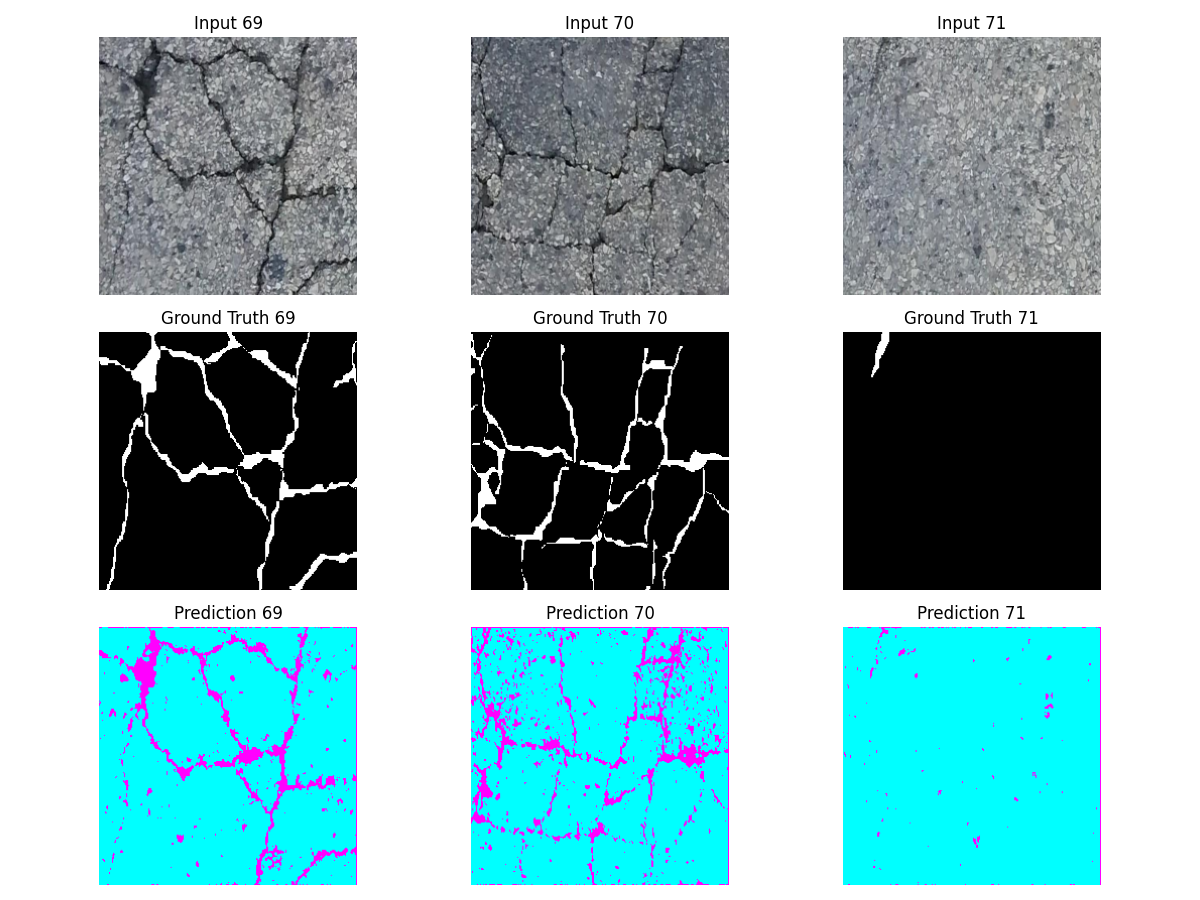 Input 69
Input 70
Input 71
Ground Truth 69
Ground Truth 70
Ground Truth 71
Prediction 69
Prediction 70
Prediction 71